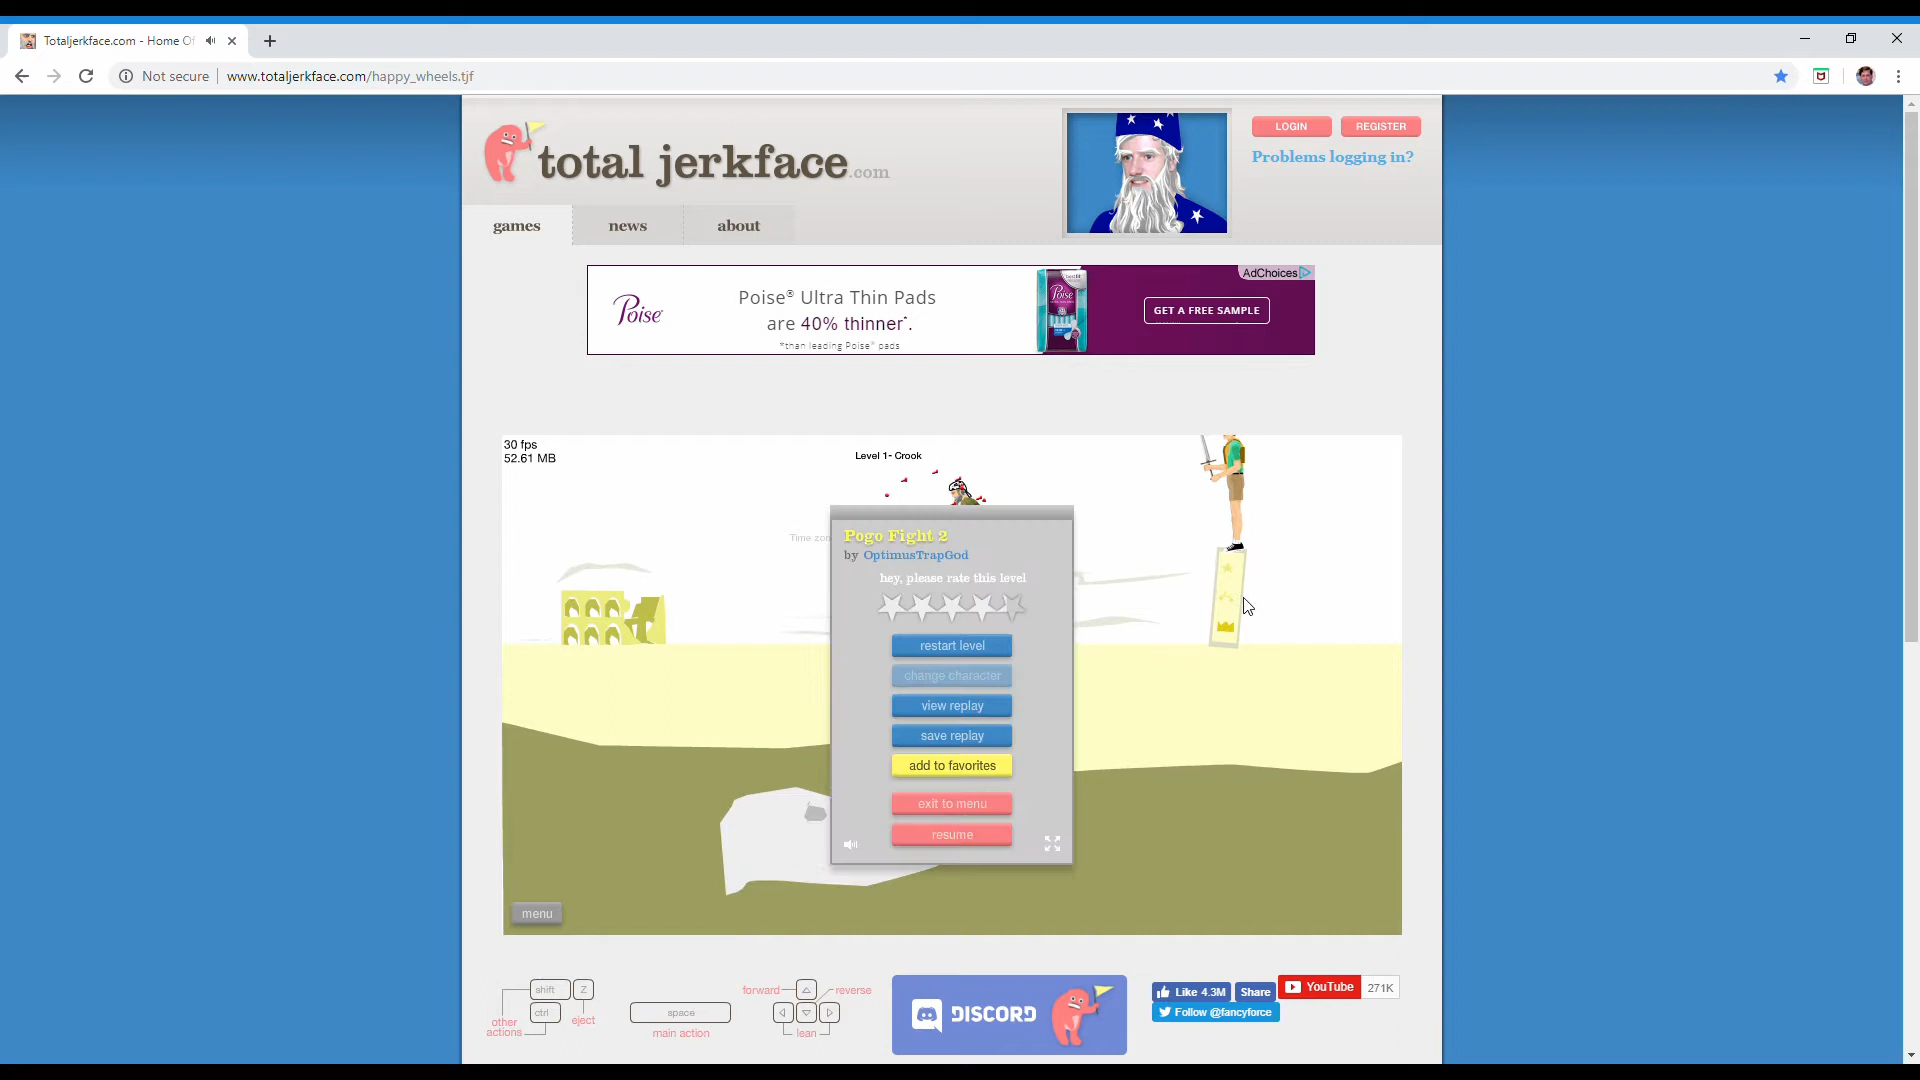 Totaljerkface.com - Home Of
Not secure
www.totaljerkface.com/happy_wheels.tjf
total jerkface.com
LOGIN
REGISTER
Problems logging in?
games
news
about
AdChoices
Poise
Poise® Ultra Thin Pads
are 40% thinner*.
*than leading Poise® pads
Poise
GET A FREE SAMPLE
30 fps
52.61 MB
Level 1- Crook
Time zon
Pogo Fight 2
by OptimusTrapGod
hey, please rate this level
restart level
change character
view replay
save replay
add to favorites
exit to menu
resume
menu
shift
Z
ctrl
other
actions
eject
space
main action
forward
reverse
lean
DISCORD
Like 4.3M
Share
YouTube
271K
Follow @fancyforce